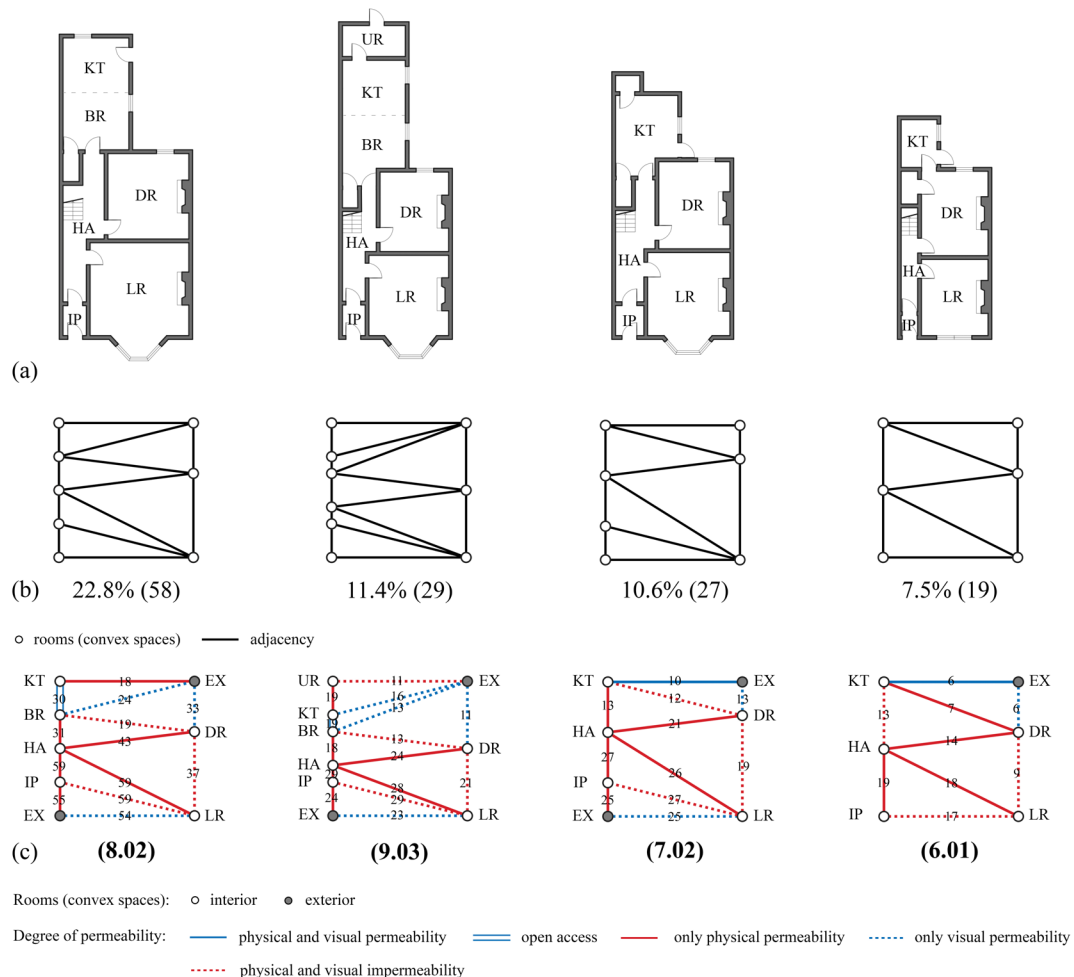 (a)
KT
BR
DR
HA
LR
IP
UR
KT
BR
DR
HA
LR
IP
KT
DR
HA
LR
IP
KT
DR
HA
LR
IP
(b)
22.8% (58)
11.4% (29)
10.6% (27)
7.5% (19)
rooms (convex spaces)
adjacency
(c)
KT 18 EX
30 24 33
BR 19
31 43 DR
HA
59 59 37
IP 59
55
EX 54 LR
(8.02)
UR 11 EX
19 16
KT 13 11
BR 13
18 24 DR
HA
28 21
IP 29
24
EX 23 LR
(9.03)
KT 10 EX
12 13
13 21 DR
HA
27 26 19
IP
25 27
EX 25 LR
(7.02)
KT 6 EX
7 6
13 14 DR
HA
19 18 9
IP 17 LR
(6.01)
Rooms (convex spaces): interior exterior
Degree of permeability: physical and visual permeability open access only physical permeability only visual permeability
physical and visual impermeability